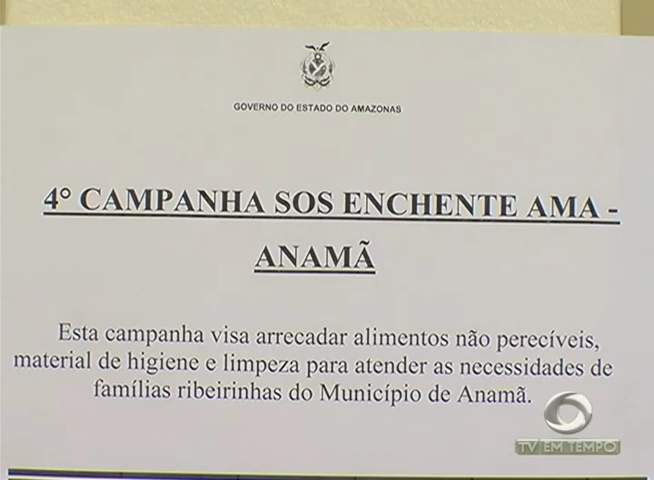 GOVERNO DO ESTADO DO AMAZONAS
4° CAMPANHA SOS ENCHENTE AMA -
ANAMÃ
Esta campanha visa arrecadar alimentos não perecíveis,
material de higiene e limpeza para atender as necessidades de
famílias ribeirinhas do Município de Anamã.
TV EM TEMPO